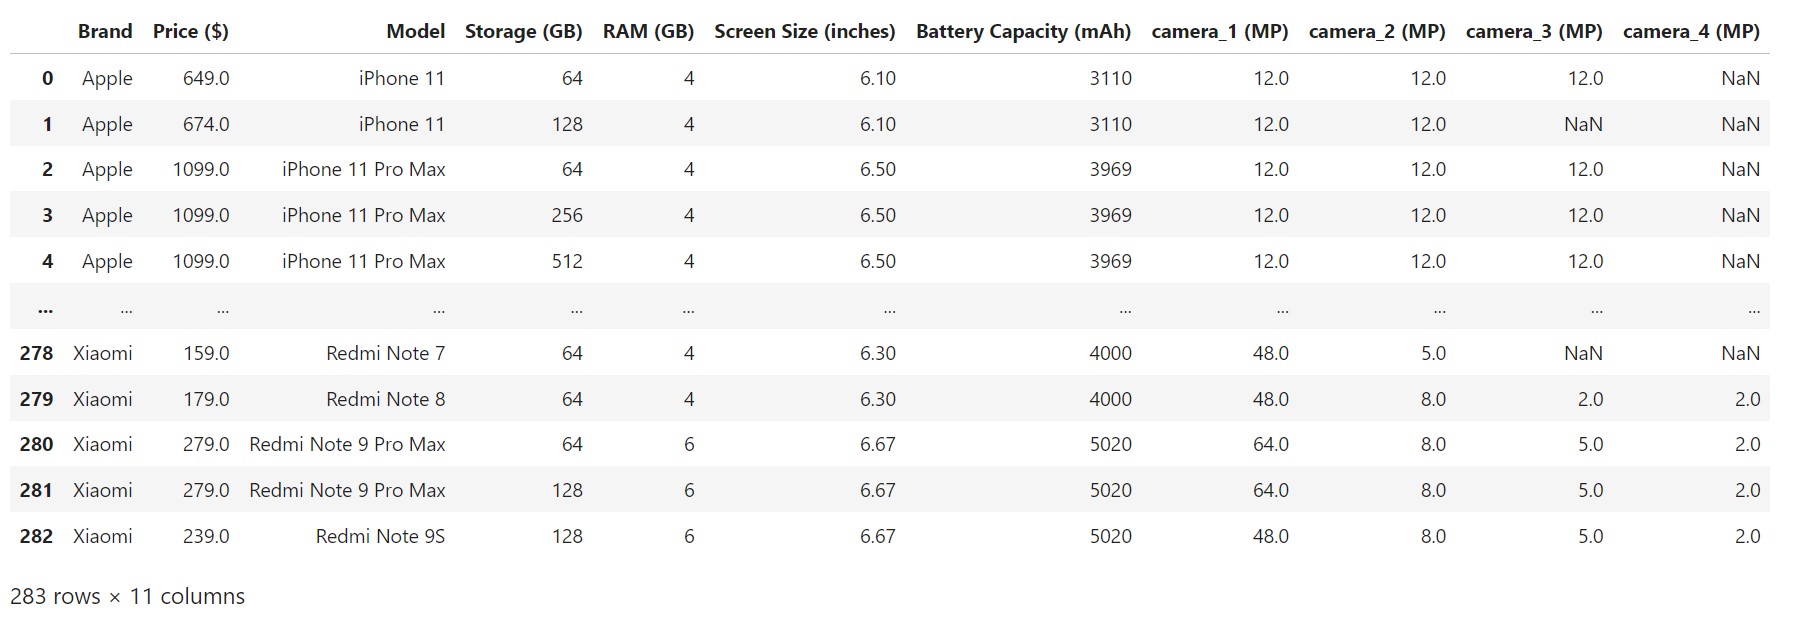 Brand Price ($) Model Storage (GB) RAM (GB) Screen Size (inches) Battery Capacity (mAh) camera_1 (MP) camera_2 (MP) camera_3 (MP) camera_4 (MP)
0 Apple 649.0 iPhone 11 64 4 6.10 3110 12.0 12.0 12.0 NaN
1 Apple 674.0 iPhone 11 128 4 6.10 3110 12.0 12.0 NaN NaN
2 Apple 1099.0 iPhone 11 Pro Max 64 4 6.50 3969 12.0 12.0 12.0 NaN
3 Apple 1099.0 iPhone 11 Pro Max 256 4 6.50 3969 12.0 12.0 12.0 NaN
4 Apple 1099.0 iPhone 11 Pro Max 512 4 6.50 3969 12.0 12.0 12.0 NaN
... ... ... ... ... ... ... ... ... ... ... ...
278 Xiaomi 159.0 Redmi Note 7 64 4 6.30 4000 48.0 5.0 NaN NaN
279 Xiaomi 179.0 Redmi Note 8 64 4 6.30 4000 48.0 8.0 2.0 2.0
280 Xiaomi 279.0 Redmi Note 9 Pro Max 64 6 6.67 5020 64.0 8.0 5.0 2.0
281 Xiaomi 279.0 Redmi Note 9 Pro Max 128 6 6.67 5020 64.0 8.0 5.0 2.0
282 Xiaomi 239.0 Redmi Note 9S 128 6 6.67 5020 48.0 8.0 5.0 2.0
283 rows × 11 columns